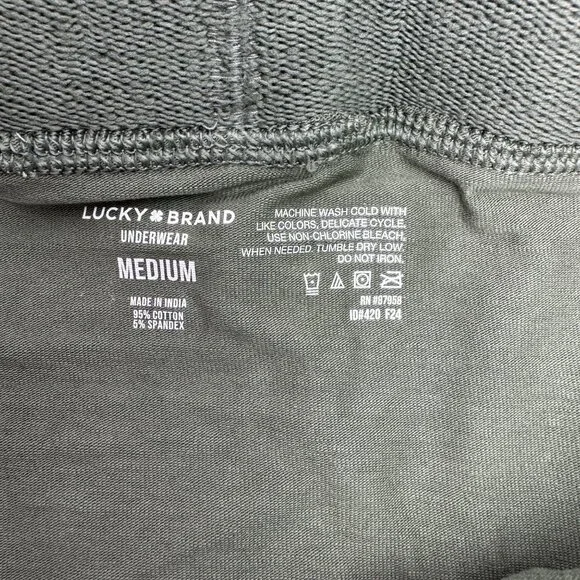 LUCKY BRAND
UNDERWEAR
MEDIUM
MADE IN INDIA
95% COTTON
5% SPANDEX
MACHINE WASH COLD WITH
LIKE COLORS, DELICATE CYCLE.
USE NON-CHLORINE BLEACH,
WHEN NEEDED. TUMBLE DRY LOW.
DO NOT IRON.
RN #87958
ID#420 F24